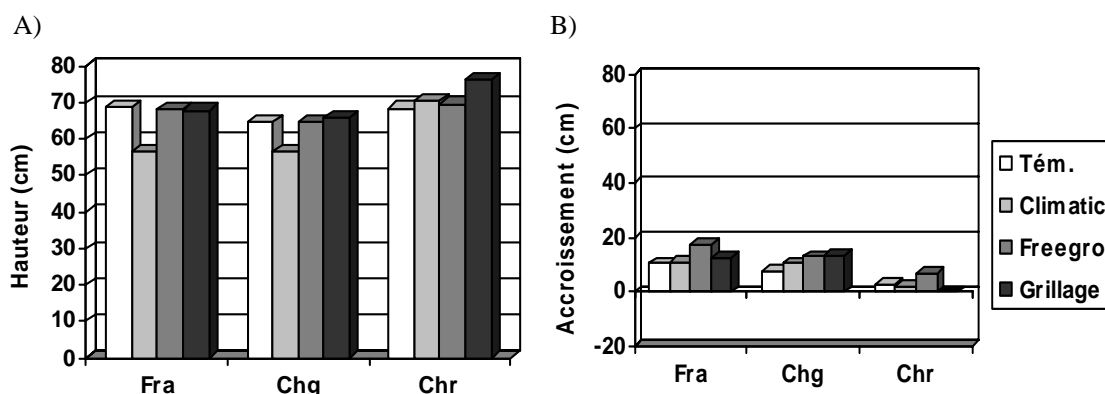 A)
B)
80
70
60
50
40
30
20
10
0
Hauteur (cm)
Fra
Chg
Chr
80
60
40
20
0
-20
Accroissement (cm)
Fra
Chg
Chr
Tém.
Climatic
Freegro
Grillage